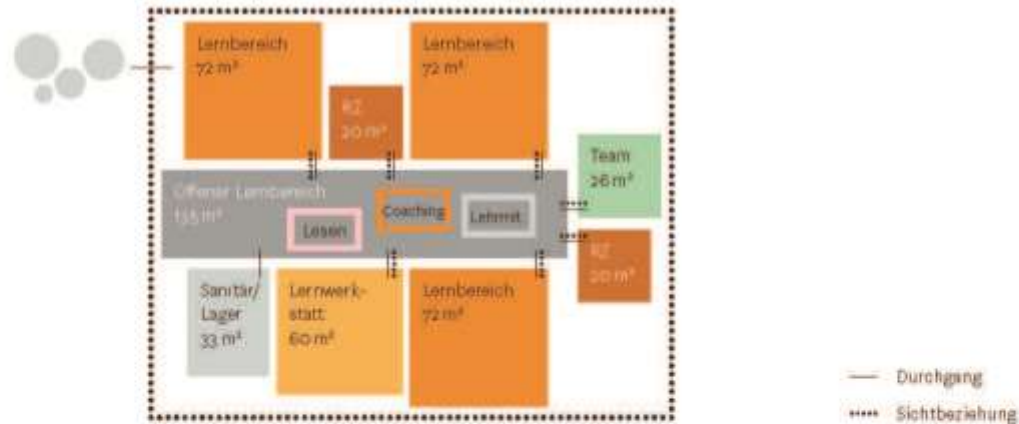 Lernbereich
72 m²
Lernbereich
72 m²
RZ
20 m²
Team
26 m²
Offener Lernbereich
135 m²
Lesen
Coaching
Lehrmit.
RZ
20 m²
Sanitär/
Lager
33 m²
Lernwerk-
statt
60 m²
Lernbereich
72 m²
Durchgang
Sichtbeziehung